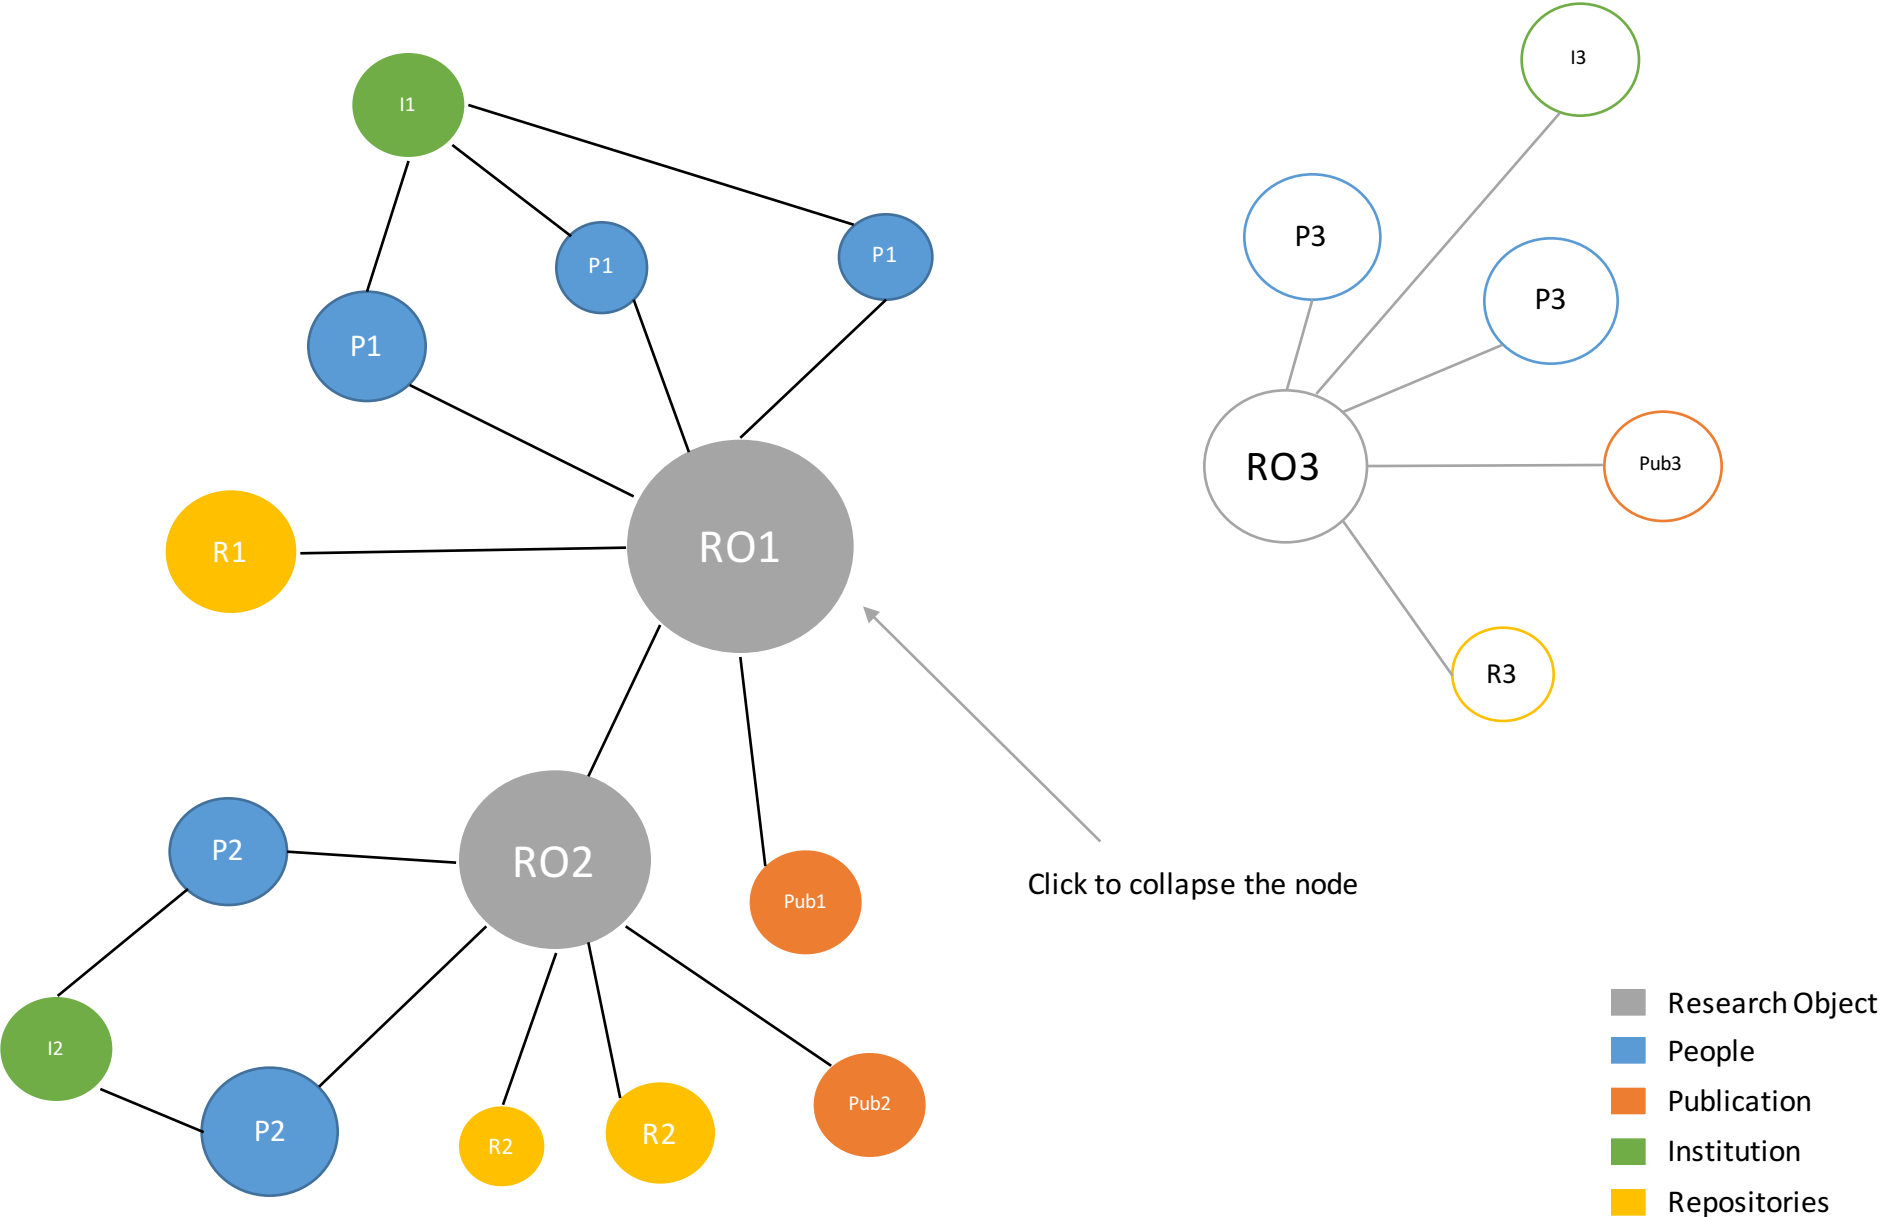 I3
I1
P3
P1
P1
P3
P1
Pub3
RO3
RO1
R1
R3
P2
RO2
Click to collapse the node
Pub1
Research Object
I2
People
Publication
Pub2
P2
R2
R2
Institution
Repositories